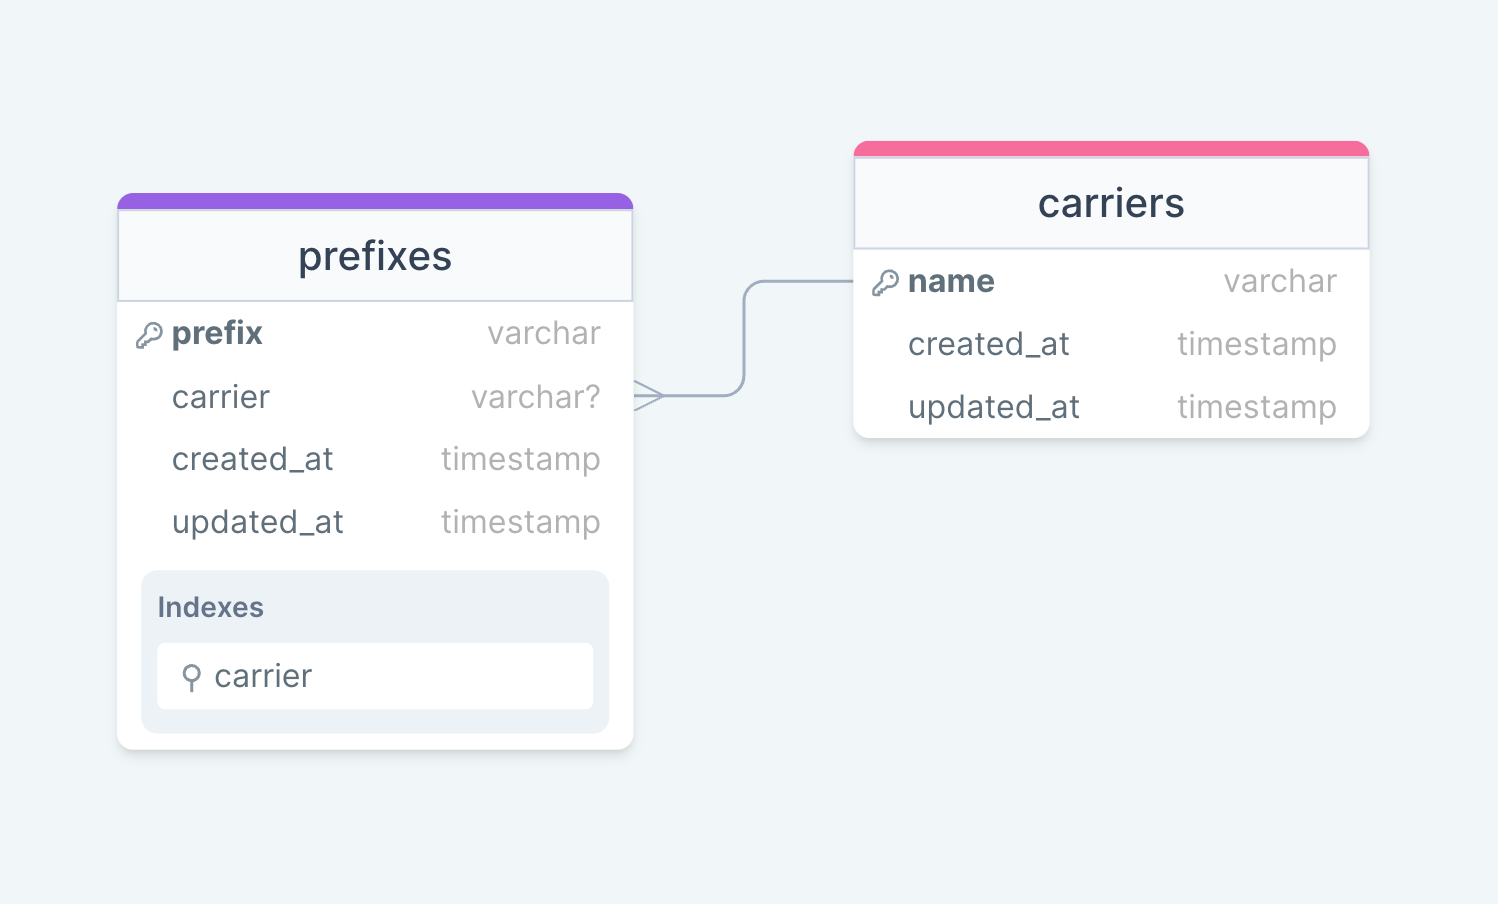 prefixes
prefix varchar
carrier varchar?
created_at timestamp
updated_at timestamp
Indexes
carrier
carriers
name varchar
created_at timestamp
updated_at timestamp